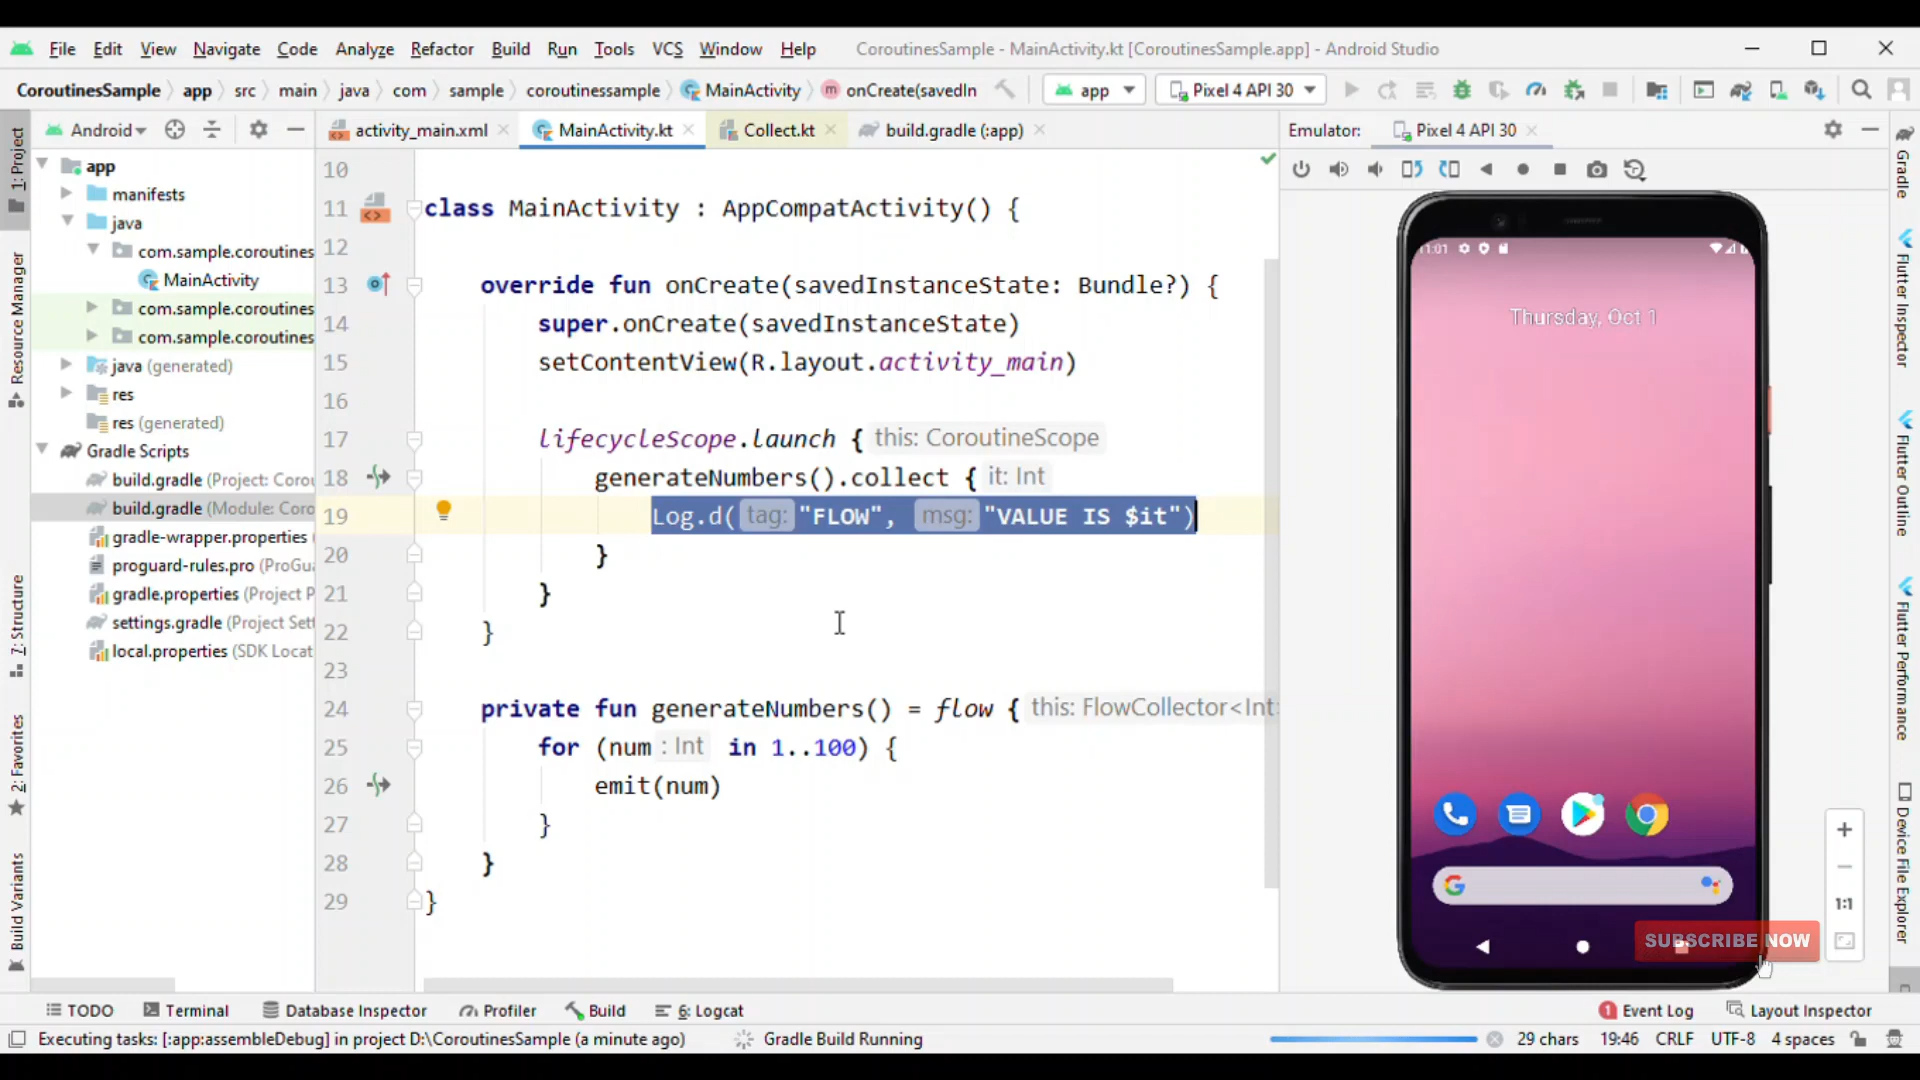 File Edit View Navigate Code Analyze Refactor Build Run Tools VCS Window Help CoroutinesSample - MainActivity.kt [CoroutinesSample.app] - Android Studio
CoroutinesSample app src main java com sample coroutinessample MainActivity onCreate(savedIn app Pixel 4 API 30
Android activity_main.xml MainActivity.kt Collect.kt build.gradle (:app) Emulator: Pixel 4 API 30
1: Project
Resource Manager
7: Structure
2: Favorites
Build Variants
app
manifests
java
com.sample.coroutines
MainActivity
com.sample.coroutines
com.sample.coroutines
java (generated)
res
res (generated)
Gradle Scripts
build.gradle (Project: Corou
build.gradle (Module: Coro
gradle-wrapper.properties
proguard-rules.pro (ProGua
gradle.properties (Project P
settings.gradle (Project Sett
local.properties (SDK Locat
10
11 class MainActivity : AppCompatActivity() {
12
13 override fun onCreate(savedInstanceState: Bundle?) {
14 super.onCreate(savedInstanceState)
15 setContentView(R.layout.activity_main)
16
17 lifecycleScope.launch { this: CoroutineScope
18 generateNumbers().collect { it: Int
19 Log.d( tag: "FLOW", msg: "VALUE IS $it")
20 }
21 }
22 }
23
24 private fun generateNumbers() = flow { this: FlowCollector<Int>
25 for (num : Int in 1..100) {
26 emit(num)
27 }
28 }
29 }
11:01
Thursday, Oct 1
G
SUBSCRIBE NOW
1:1
Gradle
Flutter Inspector
Flutter Outline
Flutter Performance
Device File Explorer
TODO Terminal Database Inspector Profiler Build 6: Logcat 1 Event Log Layout Inspector
Executing tasks: [:app:assembleDebug] in project D:\CoroutinesSample (a minute ago) Gradle Build Running 29 chars 19:46 CRLF UTF-8 4 spaces